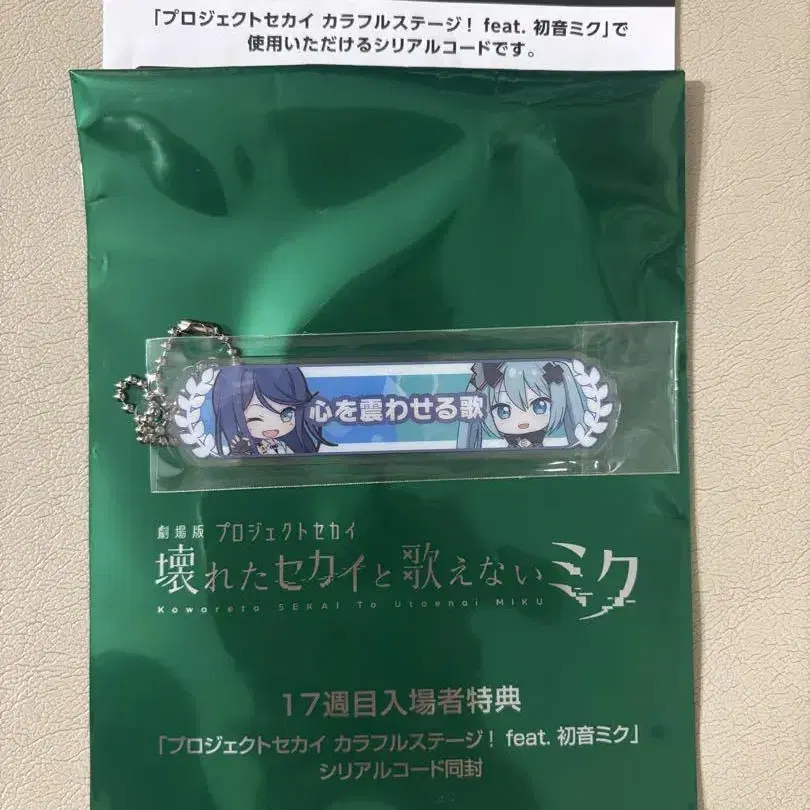 「プロジェクトセカイ カラフルステージ！ feat. 初音ミク」で
使用いただけるシリアルコードです。
心を震わせる歌
劇場版 プロジェクトセカイ
壊れたセカイと歌えないミク
Kowareta SEKAI To Utaenai MIKU
17週目入場者特典
「プロジェクトセカイ カラフルステージ！ feat. 初音ミク」
シリアルコード同封